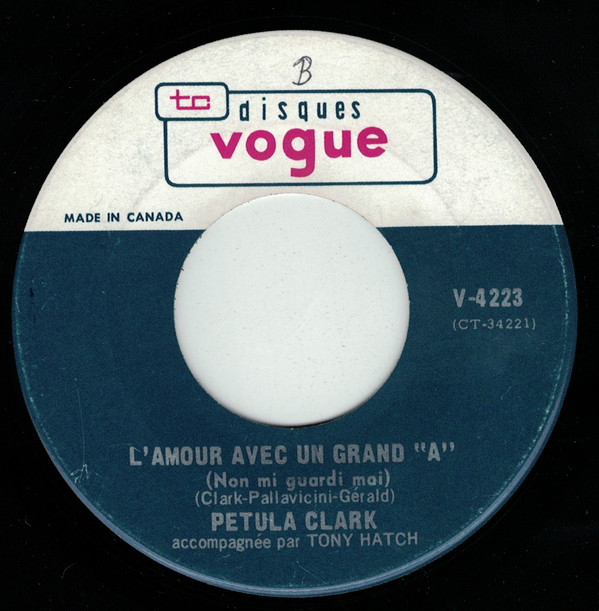 B
tc disques
vogue
MADE IN CANADA
V-4223
(CT-34221)
L'AMOUR AVEC UN GRAND "A"
(Non mi guardi mai)
(Clark-Pallavicini-Gérald)
PETULA CLARK
accompagnée par TONY HATCH